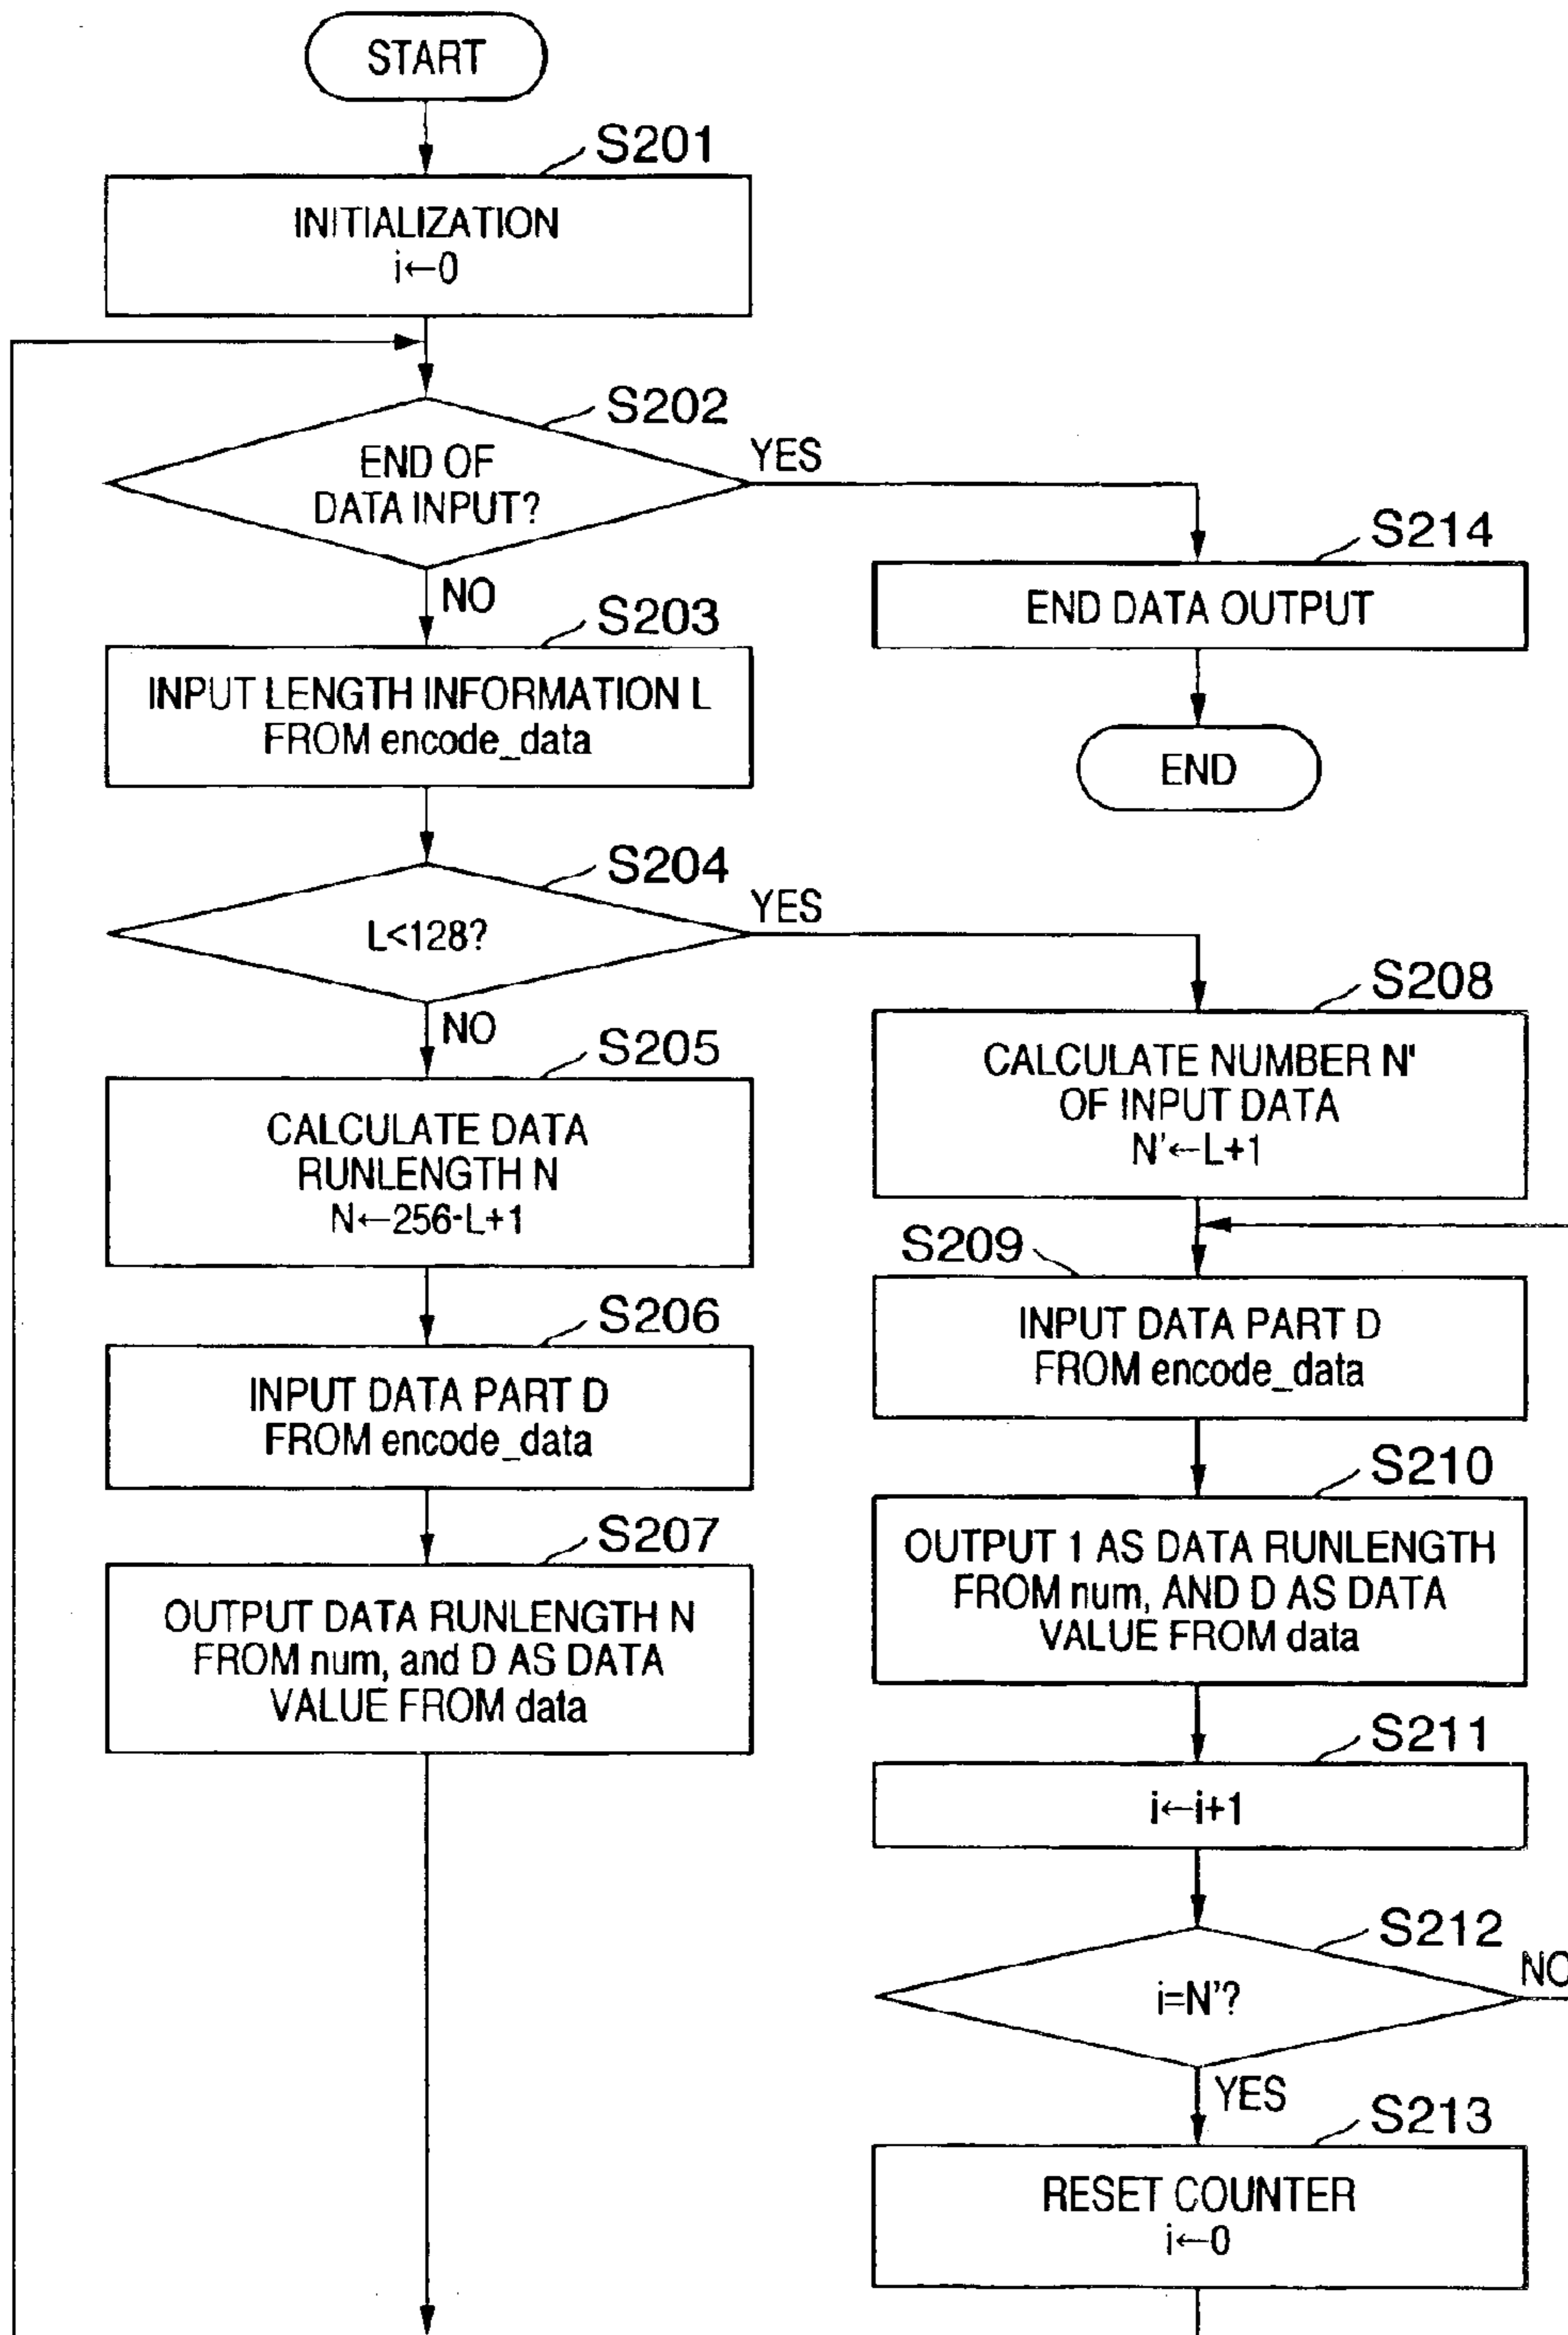 START
S201
INITIALIZATION
i←0
S202
END OF
DATA INPUT?
YES
NO
S214
END DATA OUTPUT
END
S203
INPUT LENGTH INFORMATION L
FROM encode_data
S204
L<128?
YES
NO
S205
CALCULATE DATA
RUNLENGTH N
N←256-L+1
S206
INPUT DATA PART D
FROM encode_data
S207
OUTPUT DATA RUNLENGTH N
FROM num, and D AS DATA
VALUE FROM data
S208
CALCULATE NUMBER N'
OF INPUT DATA
N'←L+1
S209
INPUT DATA PART D
FROM encode_data
S210
OUTPUT 1 AS DATA RUNLENGTH
FROM num, AND D AS DATA
VALUE FROM data
S211
i←i+1
S212
i=N'?
NO
YES
S213
RESET COUNTER
i←0